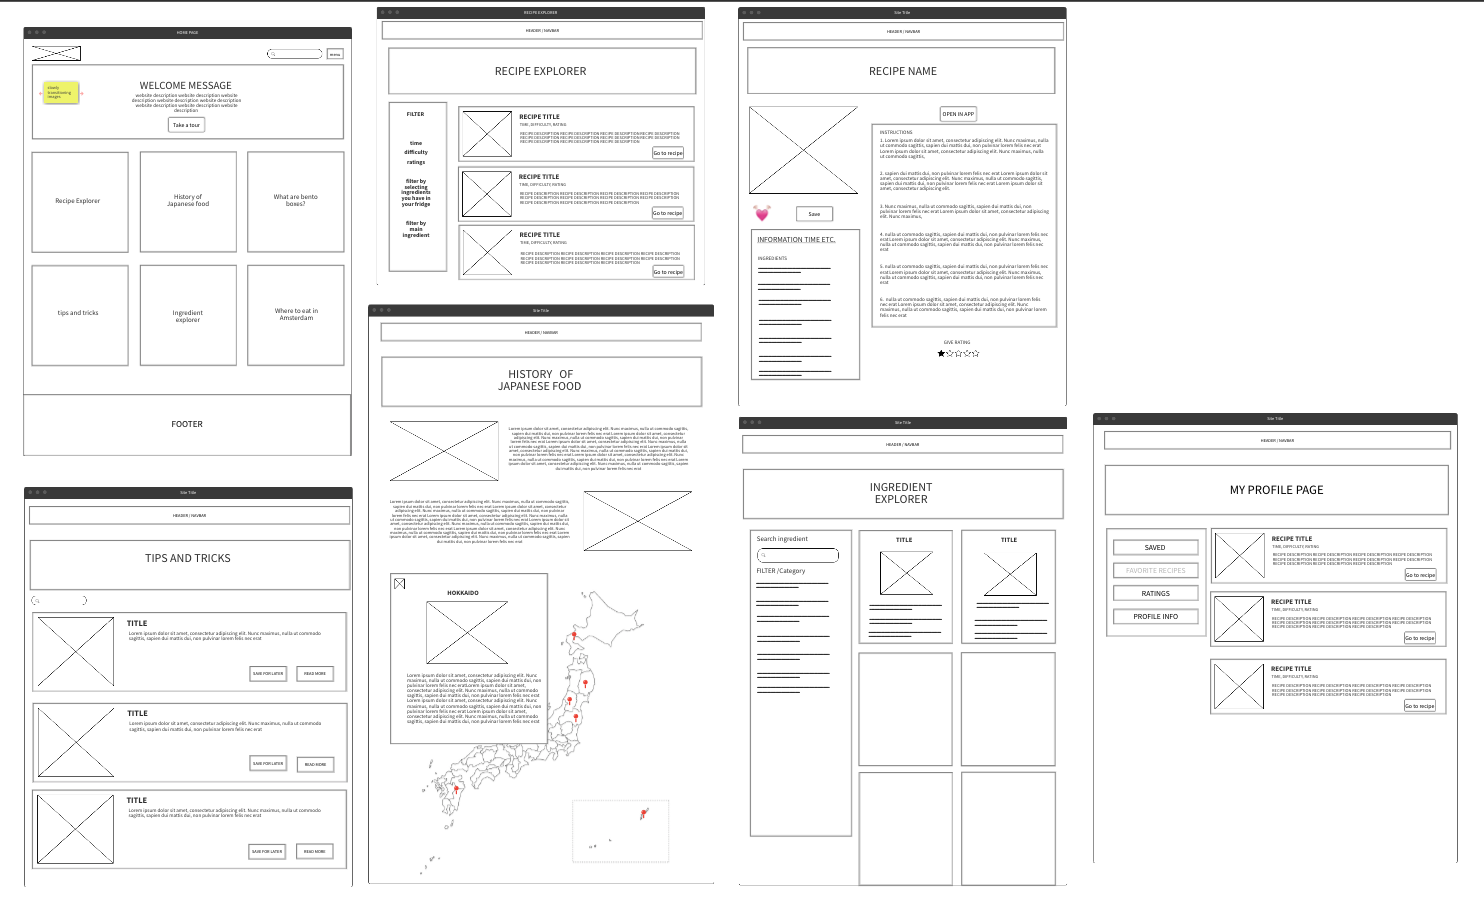 HOME PAGE
menu
slowly
transitioning
images
WELCOME MESSAGE
website description website description website
description website description website description
website description website description website
description
Take a tour
Recipe Explorer
History of
Japanese food
What are bento
boxes?
tips and tricks
Ingredient
explorer
Where to eat in
Amsterdam
FOOTER
Site Title
HEADER / NAVBAR
TIPS AND TRICKS
TITLE
Lorem ipsum dolor sit amet, consectetur adipiscing elit. Nunc maximus, nulla ut commodo
sagittis, sapien dui mattis dui, non pulvinar lorem felis nec erat
SAVE FOR LATER
READ MORE
TITLE
Lorem ipsum dolor sit amet, consectetur adipiscing elit. Nunc maximus, nulla ut commodo
sagittis, sapien dui mattis dui, non pulvinar lorem felis nec erat
SAVE FOR LATER
READ MORE
TITLE
Lorem ipsum dolor sit amet, consectetur adipiscing elit. Nunc maximus, nulla ut commodo
sagittis, sapien dui mattis dui, non pulvinar lorem felis nec erat
SAVE FOR LATER
READ MORE
RECIPE EXPLORER
HEADER / NAVBAR
RECIPE EXPLORER
FILTER
time
difficulty
ratings
filter by
selecting
ingredients
you have in
your fridge
filter by
main
ingredient
RECIPE TITLE
TIME, DIFFICULTY, RATING
RECIPE DESCRIPTION RECIPE DESCRIPTION RECIPE DESCRIPTION RECIPE DESCRIPTION
RECIPE DESCRIPTION RECIPE DESCRIPTION RECIPE DESCRIPTION RECIPE DESCRIPTION
RECIPE DESCRIPTION RECIPE DESCRIPTION RECIPE DESCRIPTION
Go to recipe
RECIPE TITLE
TIME, DIFFICULTY, RATING
RECIPE DESCRIPTION RECIPE DESCRIPTION RECIPE DESCRIPTION RECIPE DESCRIPTION
RECIPE DESCRIPTION RECIPE DESCRIPTION RECIPE DESCRIPTION RECIPE DESCRIPTION
RECIPE DESCRIPTION RECIPE DESCRIPTION RECIPE DESCRIPTION
Go to recipe
RECIPE TITLE
TIME, DIFFICULTY, RATING
RECIPE DESCRIPTION RECIPE DESCRIPTION RECIPE DESCRIPTION RECIPE DESCRIPTION
RECIPE DESCRIPTION RECIPE DESCRIPTION RECIPE DESCRIPTION RECIPE DESCRIPTION
RECIPE DESCRIPTION RECIPE DESCRIPTION RECIPE DESCRIPTION
Go to recipe
Site Title
HEADER / NAVBAR
HISTORY OF
JAPANESE FOOD
Lorem ipsum dolor sit amet, consectetur adipiscing elit. Nunc maximus, nulla ut commodo sagittis,
HOKKAIDO
Lorem ipsum dolor sit amet, consectetur adipiscing
elit. Nunc maximus, nulla ut commodo sagittis,
Site Title
HEADER / NAVBAR
RECIPE NAME
OPEN IN APP
Save
INFORMATION TIME ETC.
INGREDIENTS
INSTRUCTIONS
1. Lorem ipsum dolor sit amet, consectetur adipiscing elit. Nunc maximus, nulla
ut commodo sagittis, sapien dui mattis dui, non pulvinar lorem felis nec erat
Lorem ipsum dolor sit amet, consectetur adipiscing elit. Nunc maximus, nulla
ut commodo sagittis,
2. sapien dui mattis dui, non pulvinar lorem felis nec eratLorem ipsum dolor sit
amet, consectetur adipiscing elit. Nunc maximus, nulla ut commodo sagittis,
sapien dui mattis dui, non pulvinar lorem felis nec erat.
3. Nunc maximus, nulla ut commodo sagittis, sapien dui mattis dui, non
pulvinar lorem felis nec eratLorem ipsum dolor sit amet, consectetur adipiscing
elit. Nunc maximus,
4. nulla ut commodo sagittis, sapien dui mattis dui, non pulvinar lorem felis nec
eratLorem ipsum dolor sit amet, consectetur adipiscing elit. Nunc maximus,
nulla ut commodo sagittis, sapien dui mattis dui, non pulvinar lorem felis nec
erat
5. nulla ut commodo sagittis, sapien dui mattis dui, non pulvinar lorem felis nec
eratLorem ipsum dolor sit amet, consectetur adipiscing elit. Nunc maximus,
nulla ut commodo sagittis, sapien dui mattis dui, non pulvinar lorem felis nec
erat
6. nulla ut commodo sagittis, sapien dui mattis dui, non pulvinar lorem
GIVE RATING
Site Title
HEADER / NAVBAR
INGREDIENT
EXPLORER
Search ingredient
FILTER /Category
TITLE
TITLE
Site Title
HEADER / NAVBAR
MY PROFILE PAGE
SAVED
FAVORITE RECIPES
RATINGS
PROFILE INFO
RECIPE TITLE
TIME, DIFFICULTY, RATING
RECIPE DESCRIPTION RECIPE DESCRIPTION RECIPE DESCRIPTION RECIPE DESCRIPTION
RECIPE DESCRIPTION RECIPE DESCRIPTION RECIPE DESCRIPTION RECIPE DESCRIPTION
RECIPE DESCRIPTION RECIPE DESCRIPTION RECIPE DESCRIPTION
Go to recipe
RECIPE TITLE
TIME, DIFFICULTY, RATING
RECIPE DESCRIPTION RECIPE DESCRIPTION RECIPE DESCRIPTION RECIPE DESCRIPTION
RECIPE DESCRIPTION RECIPE DESCRIPTION RECIPE DESCRIPTION RECIPE DESCRIPTION
RECIPE DESCRIPTION RECIPE DESCRIPTION RECIPE DESCRIPTION
Go to recipe
RECIPE TITLE
TIME, DIFFICULTY, RATING
RECIPE DESCRIPTION RECIPE DESCRIPTION RECIPE DESCRIPTION RECIPE DESCRIPTION
RECIPE DESCRIPTION RECIPE DESCRIPTION RECIPE DESCRIPTION RECIPE DESCRIPTION
RECIPE DESCRIPTION RECIPE DESCRIPTION RECIPE DESCRIPTION
Go to recipe